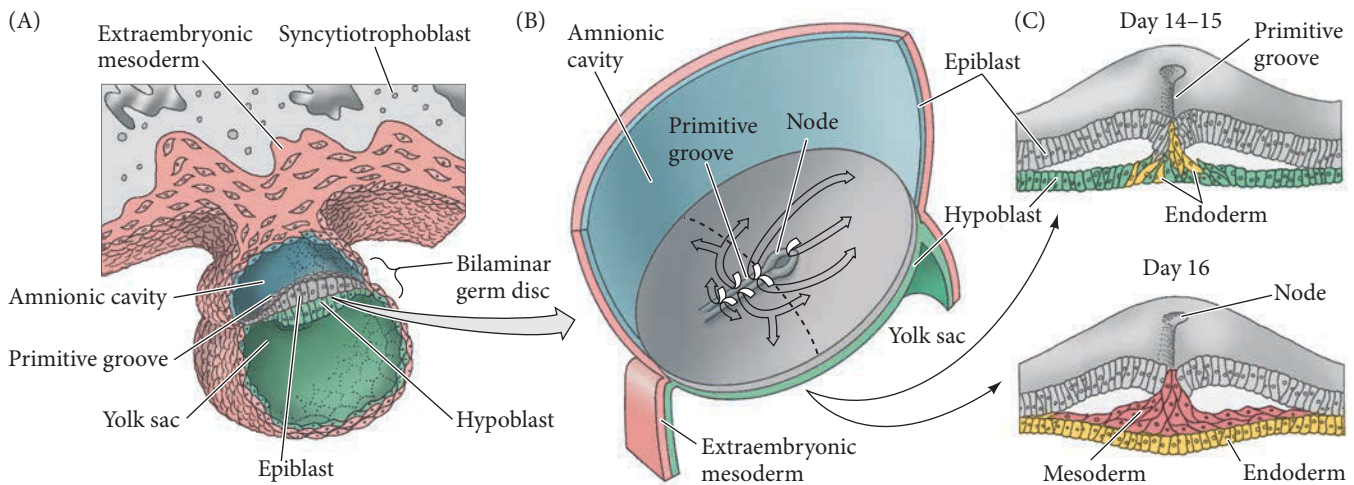 (A)
Extraembryonic
mesoderm
Syncytiotrophoblast
Amnionic cavity
Primitive groove
Yolk sac
Epiblast
Hypoblast
Bilaminar
germ disc
(B)
Amnionic
cavity
Primitive
groove
Node
Epiblast
Hypoblast
Yolk sac
Extraembryonic
mesoderm
(C)
Day 14–15
Primitive
groove
Endoderm
Day 16
Node
Mesoderm
Endoderm